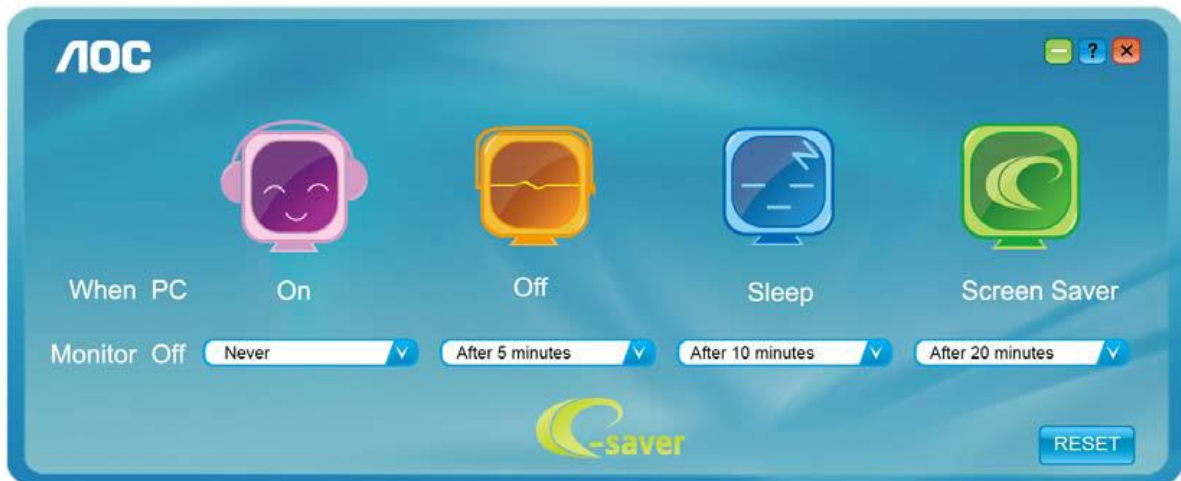 AOC
?
When PC On Off Sleep Screen Saver
Monitor Off Never After 5 minutes After 10 minutes After 20 minutes
e-saver
RESET